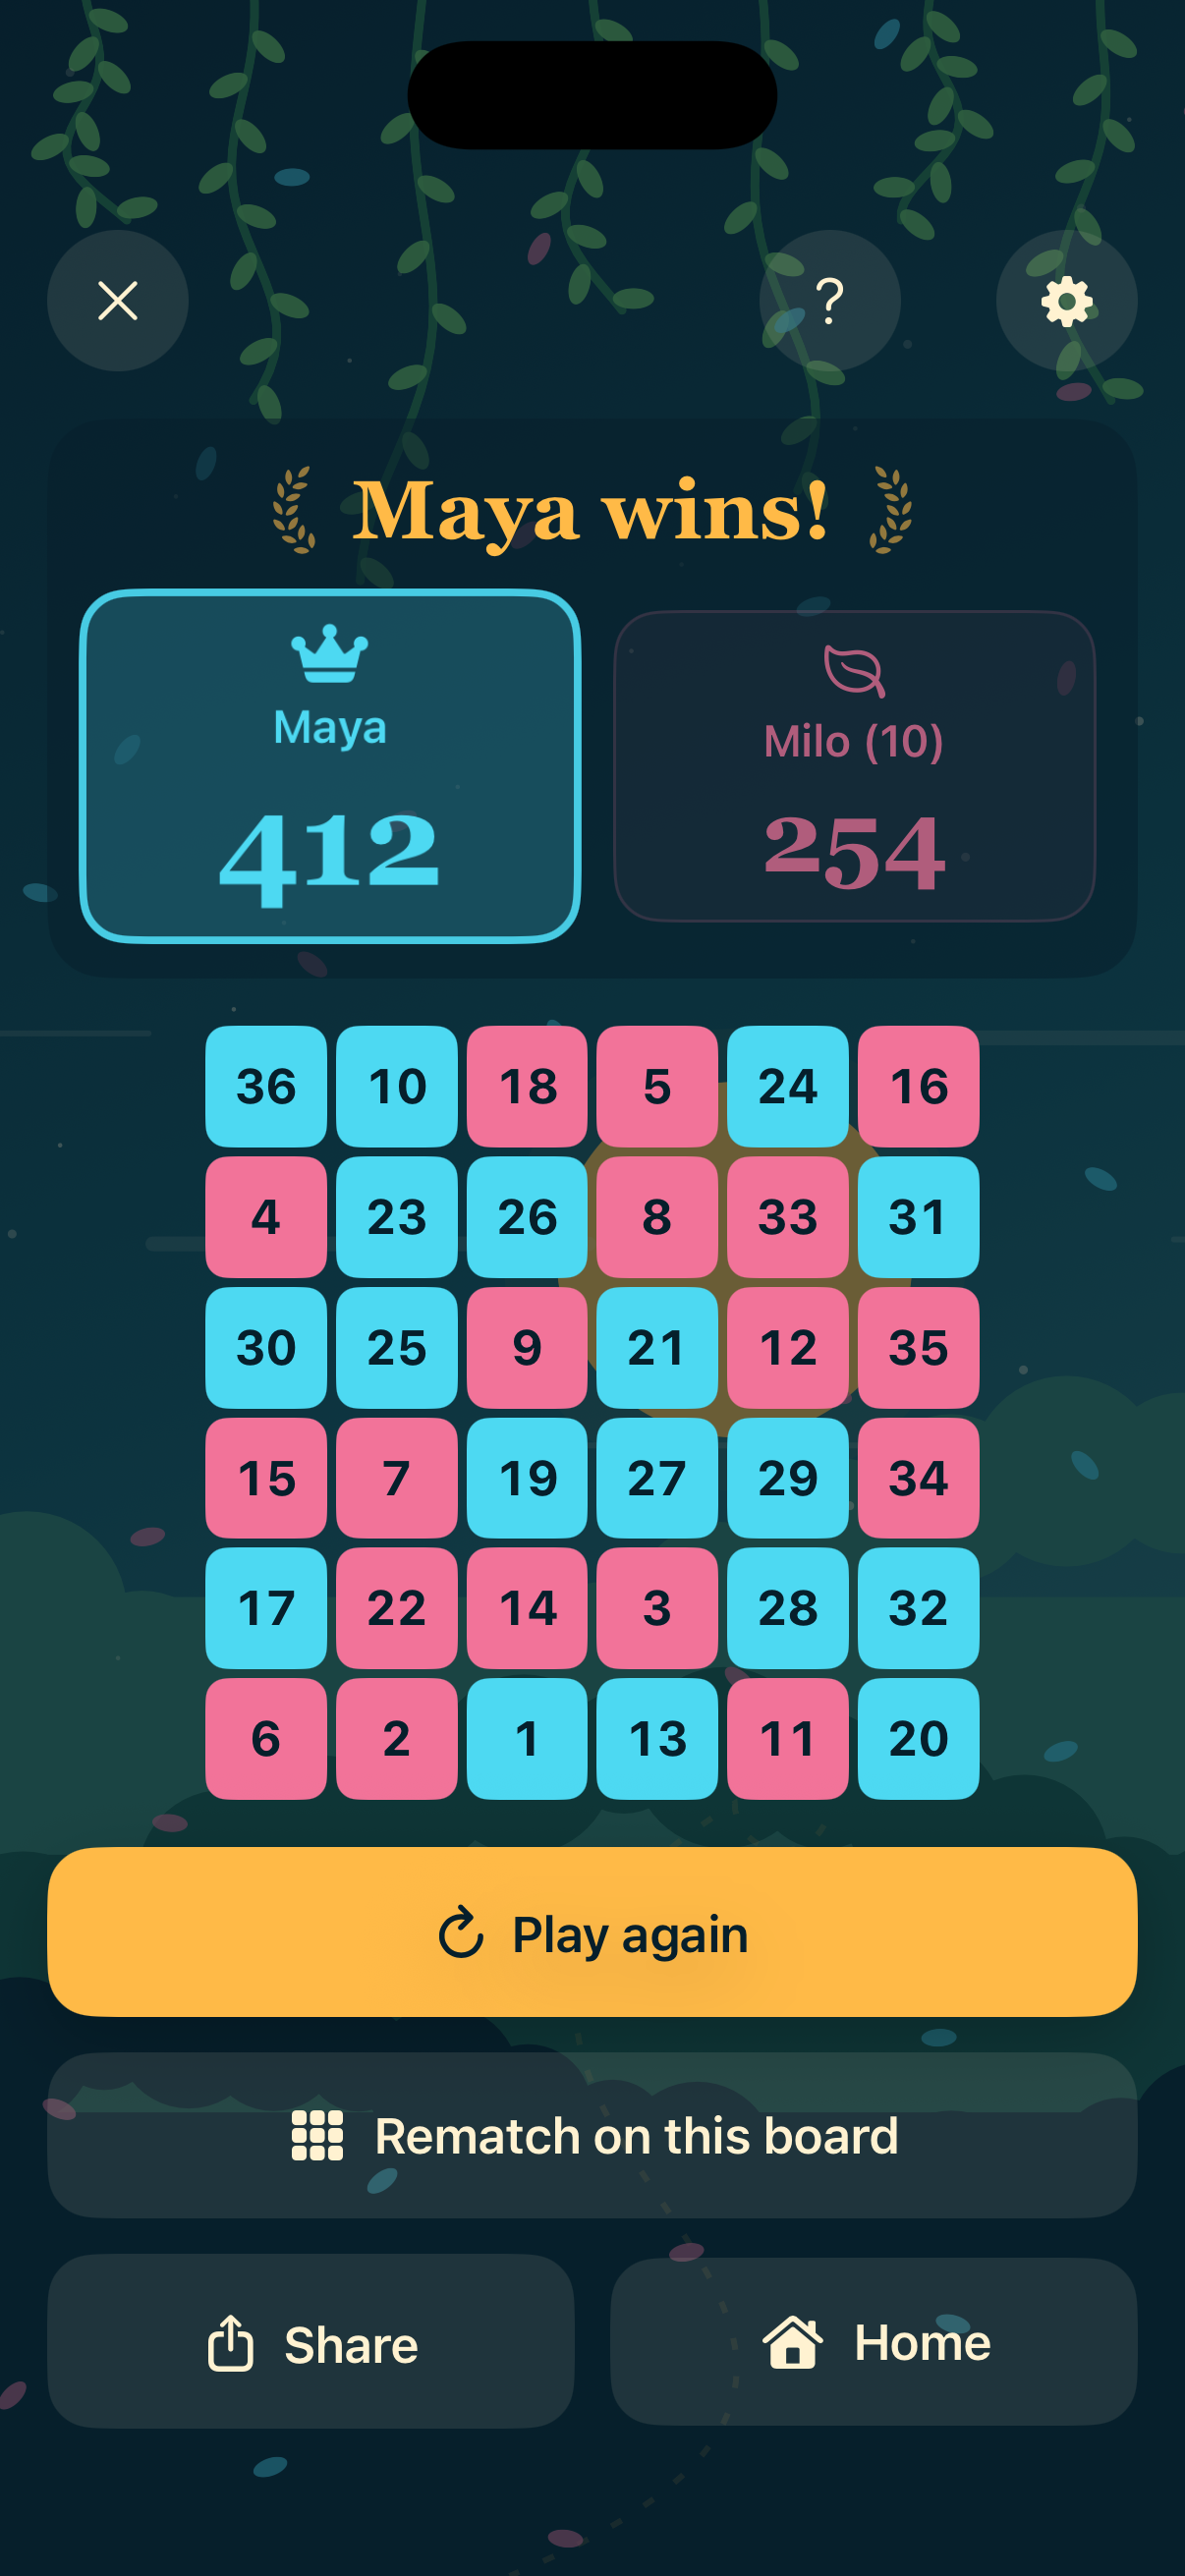 ?
Maya wins!
Maya
Milo (10)
412
254
36 10 18 5 24 16
4 23 26 8 33 31
30 25 9 21 12 35
15 7 19 27 29 34
17 22 14 3 28 32
6 2 1 13 11 20
Play again
Rematch on this board
Share
Home